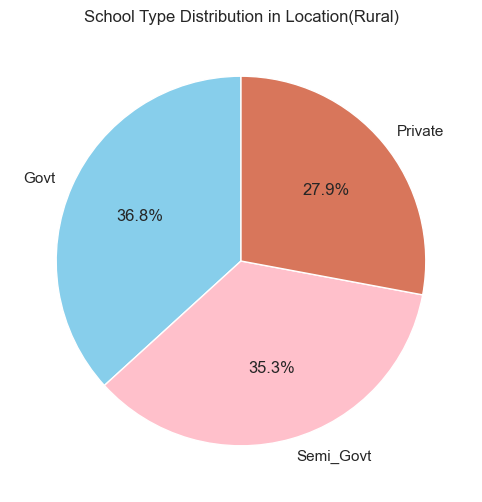 School Type Distribution in Location(Rural)
Private
27.9%
Govt
36.8%
35.3%
Semi_Govt